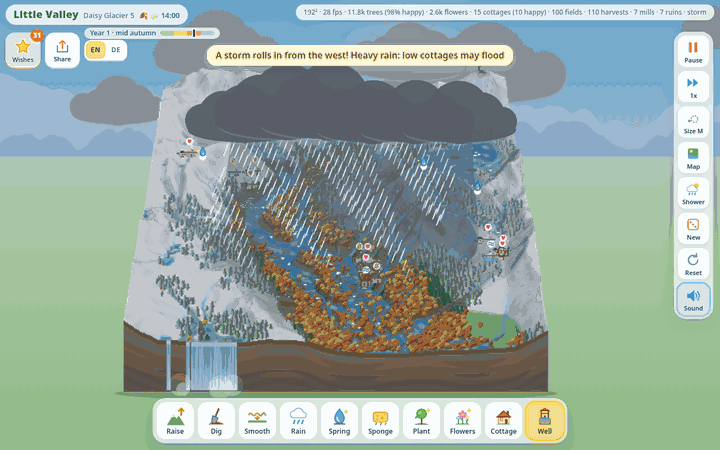 Little Valley Daisy Glacier 5 14:00
192² · 28 fps · 11.8k trees (98% happy) · 2.6k flowers · 15 cottages (10 happy) · 100 fields · 110 harvests · 7 mills · 7 ruins · storm
31
Wishes
Share
Year 1 · mid autumn
EN DE
A storm rolls in from the west! Heavy rain: low cottages may flood
Pause
1x
Size M
Map
Shower
New
Reset
Sound
Raise
Dig
Smooth
Rain
Spring
Sponge
Plant
Flowers
Cottage
Well